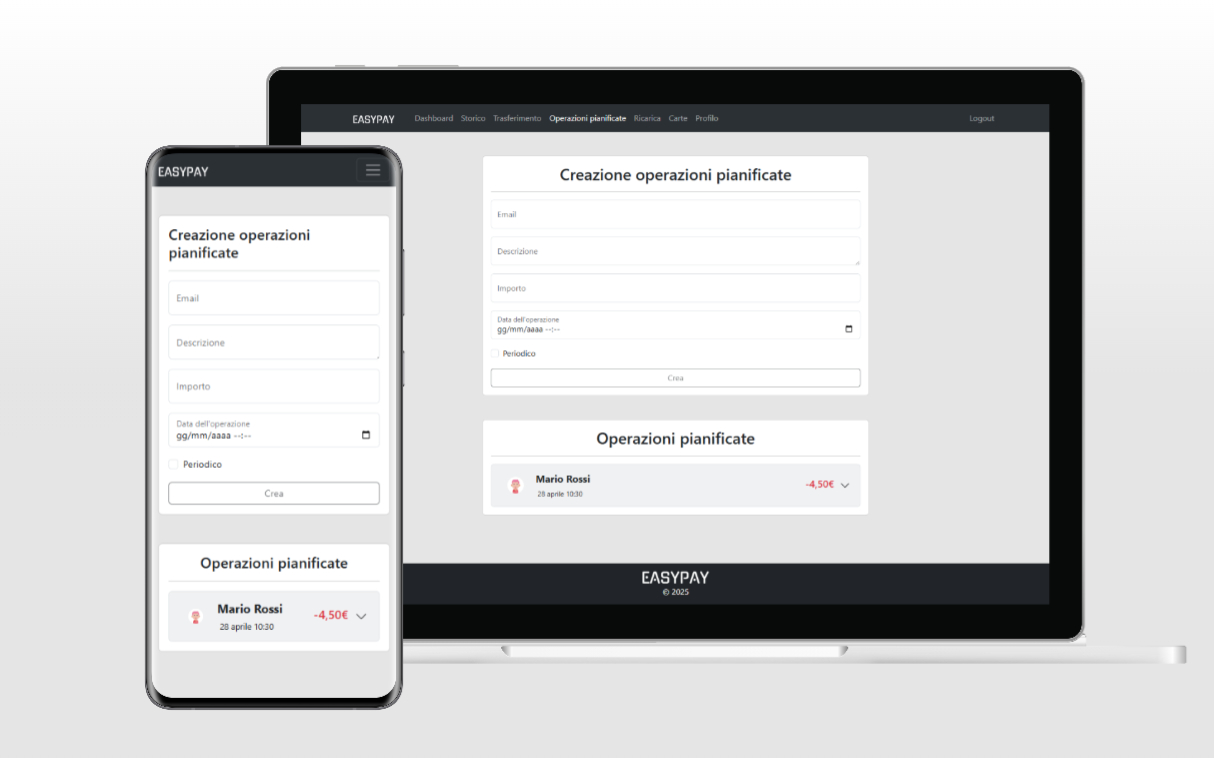 EASYPAY
Creazione operazioni
pianificate
Email
Descrizione
Importo
Data dell'operazione
gg/mm/aaaa --:--
Periodico
Crea
Operazioni pianificate
Mario Rossi
-4,50€
28 aprile 10:30
EASYPAY Dashboard Storico Trasferimento Operazioni pianificate Ricarica Carte Profilo Logout
Creazione operazioni pianificate
Email
Descrizione
Importo
Data dell'operazione
gg/mm/aaaa --:--
Periodico
Crea
Operazioni pianificate
Mario Rossi
-4,50€
28 aprile 10:30
EASYPAY
© 2025